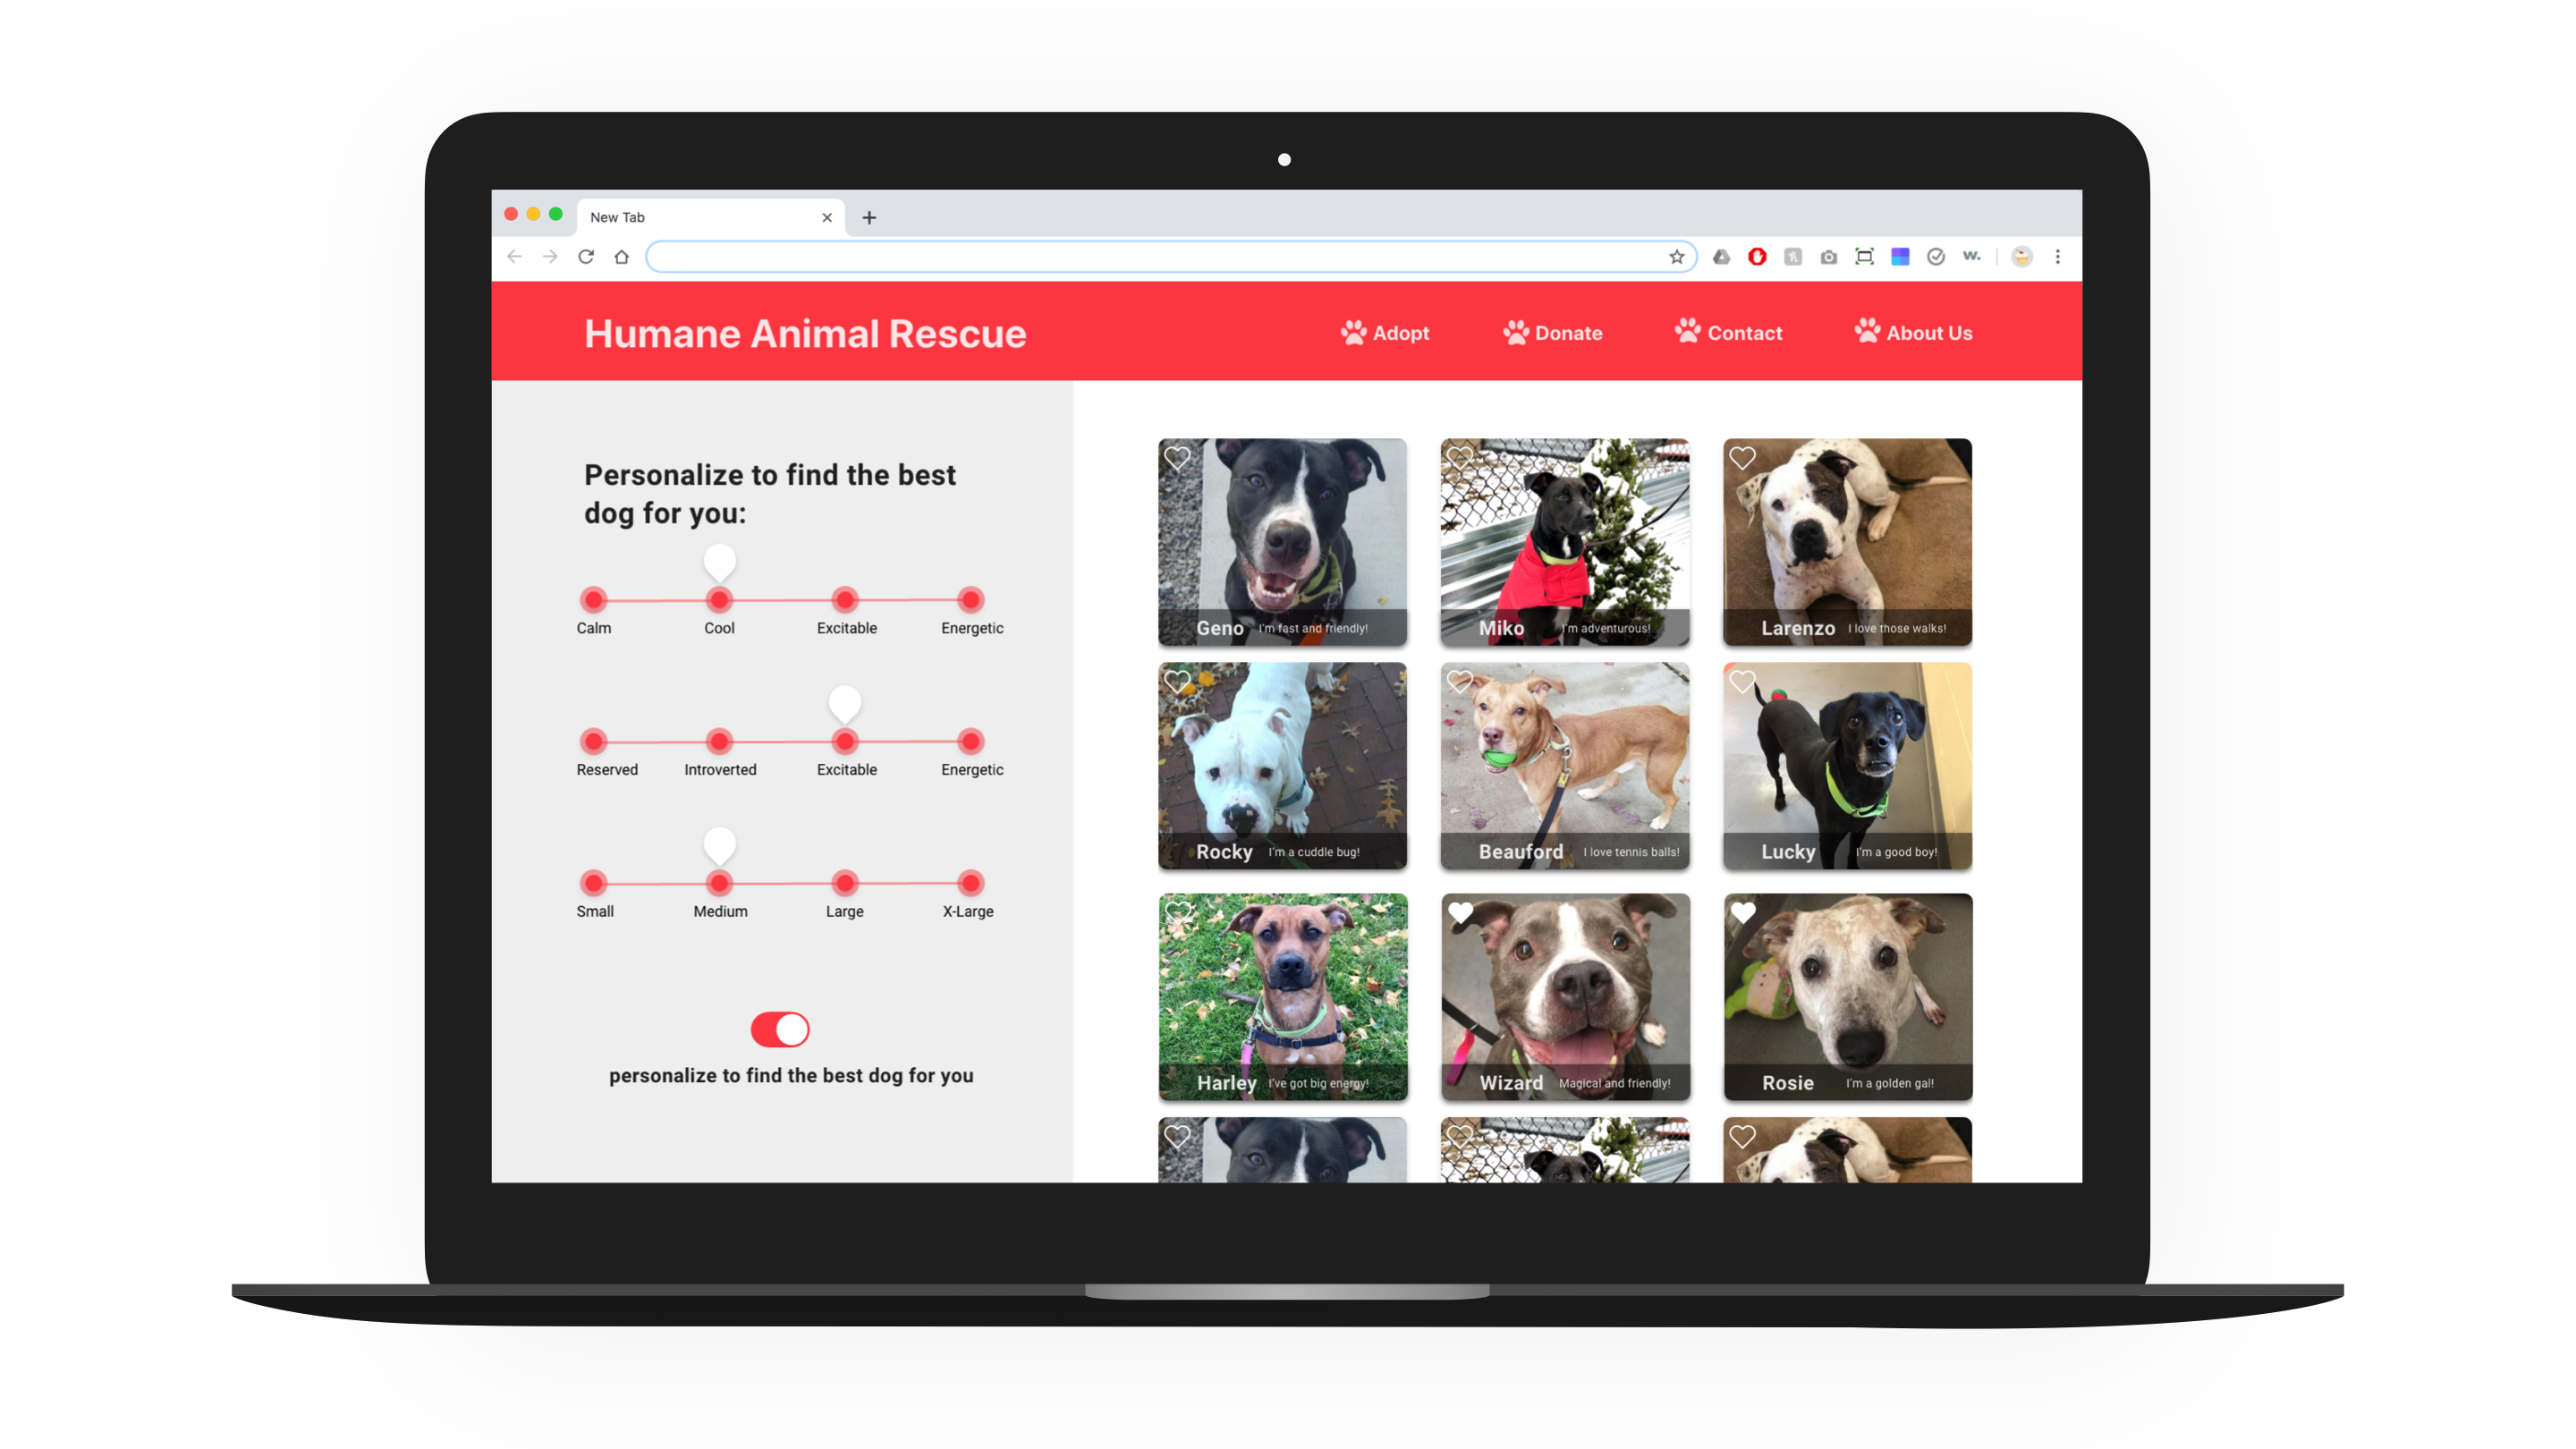 New Tab
w.
Humane Animal Rescue
Adopt
Donate
Contact
About Us
Personalize to find the best
dog for you:
Calm
Cool
Excitable
Energetic
Reserved
Introverted
Excitable
Energetic
Small
Medium
Large
X-Large
personalize to find the best dog for you
Geno I'm fast and friendly!
Miko I'm adventurous!
Larenzo I love those walks!
Rocky I'm a cuddle bug!
Beauford I love tennis balls!
Lucky I'm a good boy!
Harley I've got big energy!
Wizard Magical and friendly!
Rosie I'm a golden gal!